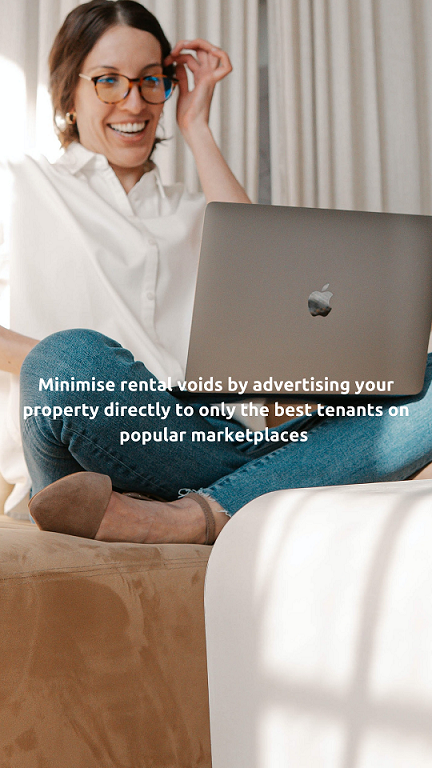 Minimise rental voids by advertising your
property directly to only the best tenants on
popular marketplaces